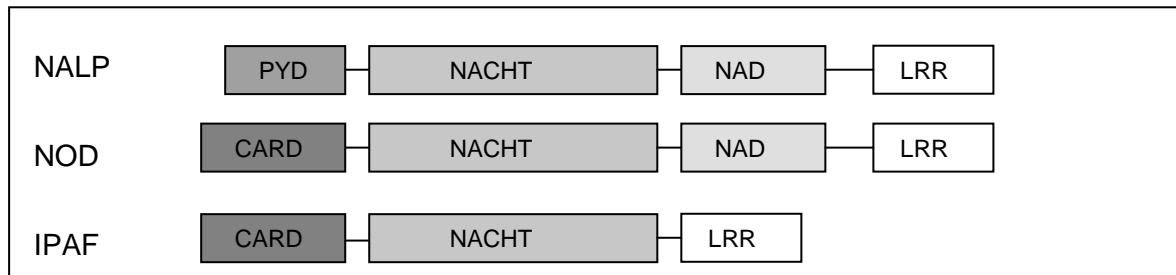 NALP PYD NACHT NAD LRR
NOD CARD NACHT NAD LRR
IPAF CARD NACHT LRR